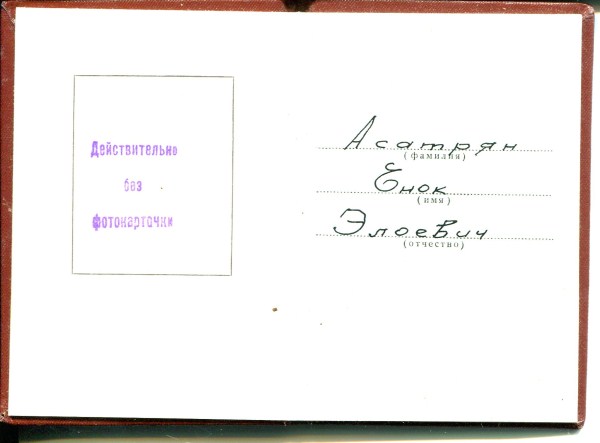 Действительно
без
фотокарточки
Асатрян
(фамилия)
Енок
(имя)
Элоевич
(отчество)